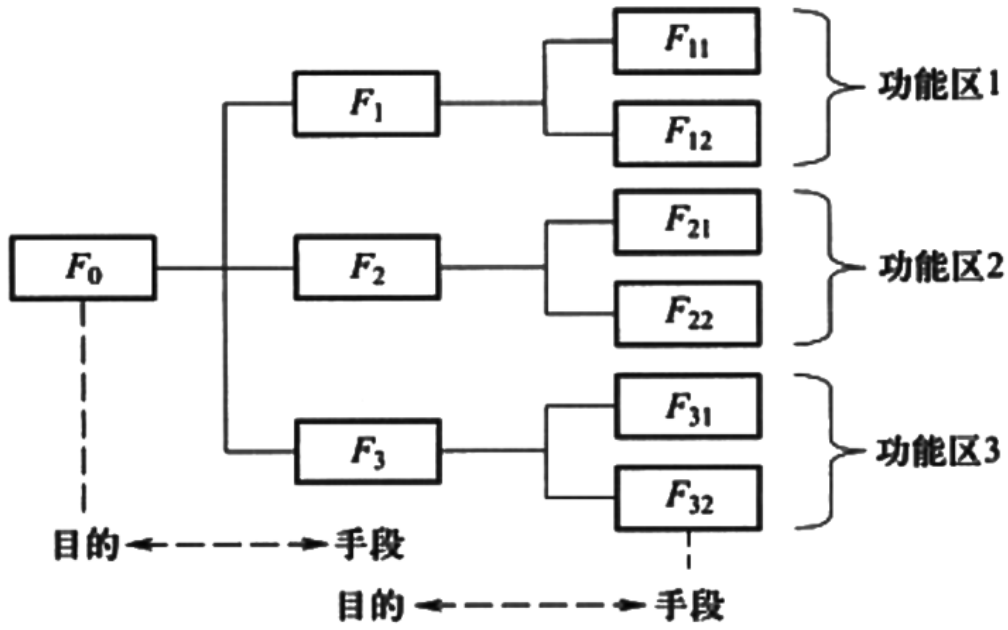 F₁₁
功能区1
F₁
F₁₂
F₂₁
F₀
F₂
功能区2
F₂₂
F₃₁
F₃
功能区3
F₃₂
目的 手段
目的 手段